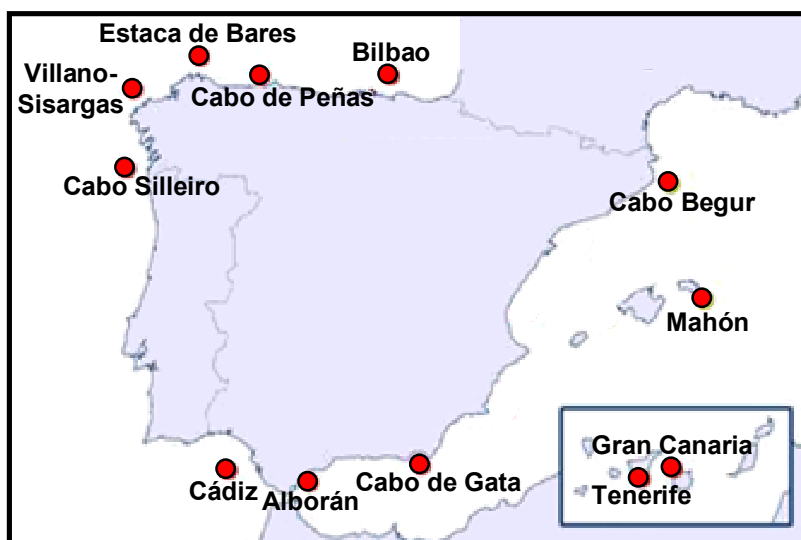 Estaca de Bares
Bilbao
Villano-
Sisargas
Cabo de Peñas
Cabo Silleiro
Cabo Begur
Mahón
Gran Canaria
Cádiz
Alborán
Cabo de Gata
Tenerife